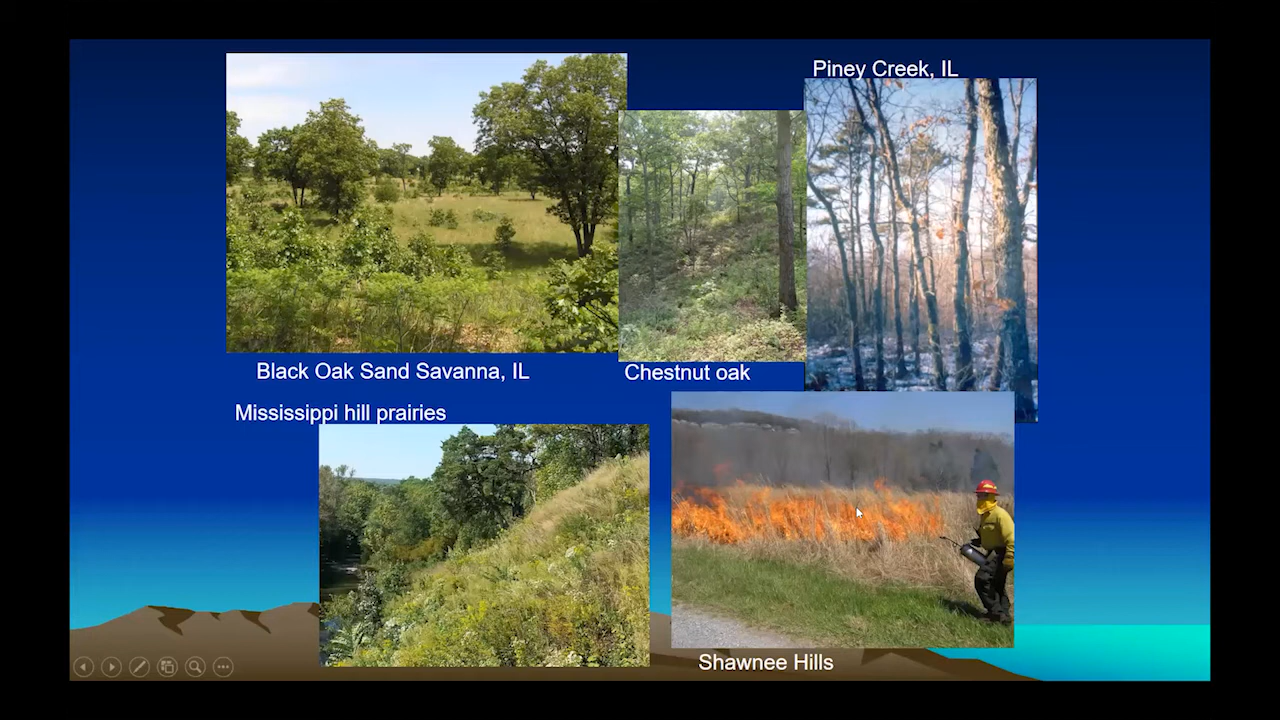 Piney Creek, IL
Black Oak Sand Savanna, IL
Chestnut oak
Mississippi hill prairies
Shawnee Hills